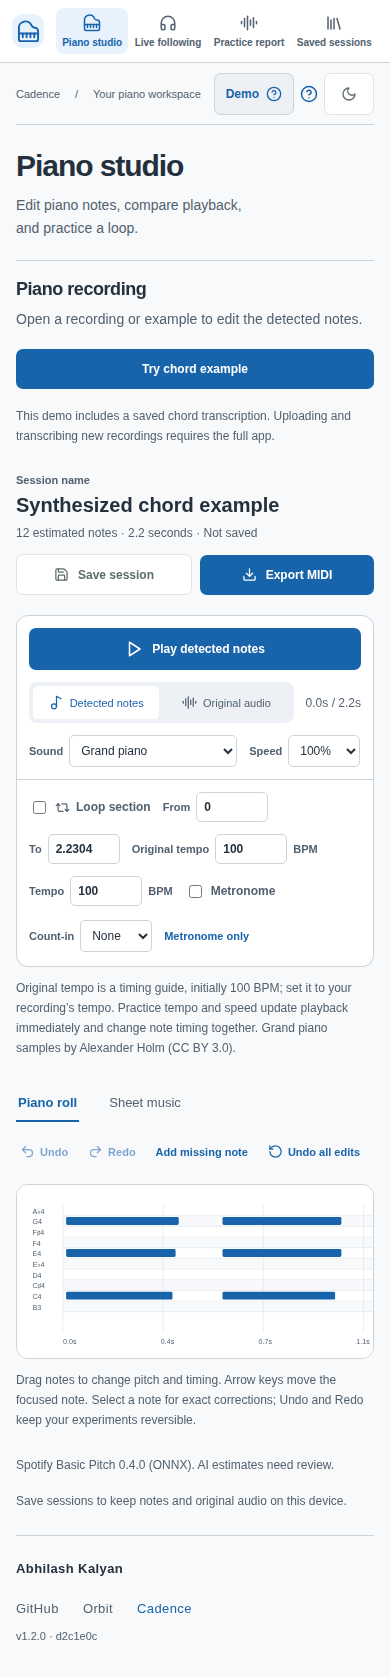 Piano studio
Live following
Practice report
Saved sessions
Cadence / Your piano workspace
Demo
Piano studio
Edit piano notes, compare playback,
and practice a loop.
Piano recording
Open a recording or example to edit the detected notes.
Try chord example
This demo includes a saved chord transcription. Uploading and
transcribing new recordings requires the full app.
Session name
Synthesized chord example
12 estimated notes · 2.2 seconds · Not saved
Save session
Export MIDI
Play detected notes
Detected notes
Original audio
0.0s / 2.2s
Sound Grand piano Speed 100%
Loop section From 0
To 2.2304 Original tempo 100 BPM
Tempo 100 BPM Metronome
Count-in None Metronome only
Original tempo is a timing guide, initially 100 BPM; set it to your
recording's tempo. Practice tempo and speed update playback
immediately and change note timing together. Grand piano
samples by Alexander Holm (CC BY 3.0).
Piano roll
Sheet music
Undo
Redo
Add missing note
Undo all edits
A♭4
G4
F♯4
F4
E4
E♭4
D4
C♯4
C4
B3
0.0s 0.4s 0.7s 1.1s
Drag notes to change pitch and timing. Arrow keys move the
focused note. Select a note for exact corrections; Undo and Redo
keep your experiments reversible.
Spotify Basic Pitch 0.4.0 (ONNX). AI estimates need review.
Save sessions to keep notes and original audio on this device.
Abhilash Kalyan
GitHub Orbit Cadence
v1.2.0 · d2c1e0c